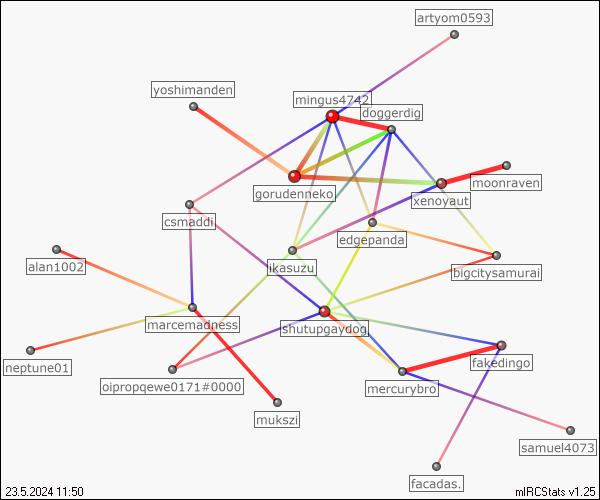 artyom0593
yoshimanden
mingus4742
doggerdig
moonraven
gorudenneko
xenoyaut
csmaddi
edgepanda
ikasuzu
alan1002
bigcitysamurai
marcemadness
shutupgaydog
neptune01
fakedingo
oipropqewe0171#0000
mercurybro
mukszi
samuel4073
facadas.
23.5.2024 11:50
mIRCStats v1.25